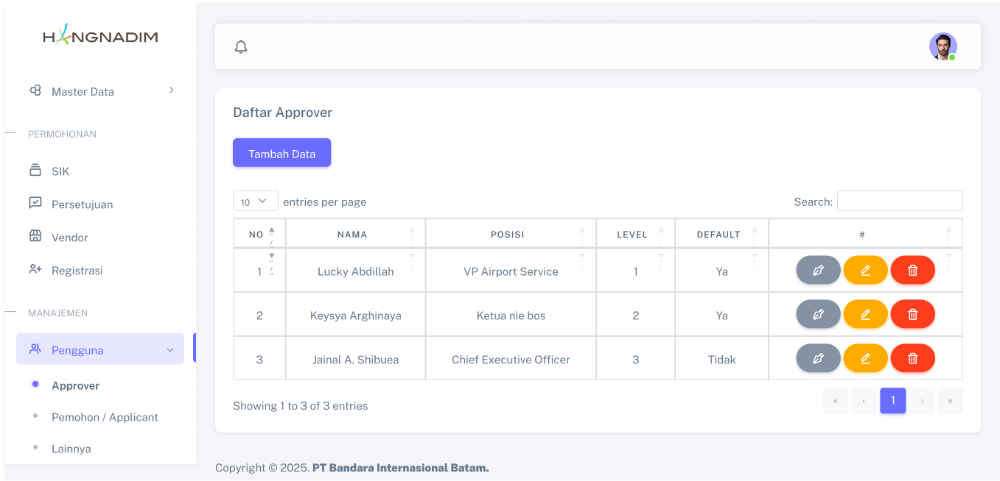 HANGNADIM
Master Data
PERMOHONAN
SIK
Persetujuan
Vendor
Registrasi
MANAJEMEN
Pengguna
Approver
Pemohon / Applicant
Lainnya
Daftar Approver
Tambah Data
10 entries per page
Search:
NO NAMA POSISI LEVEL DEFAULT #
1 Lucky Abdillah VP Airport Service 1 Ya
2 Keysya Arghinaya Ketua nie bos 2 Ya
3 Jainal A. Shibuea Chief Executive Officer 3 Tidak
Showing 1 to 3 of 3 entries
« ‹ 1 › »
Copyright © 2025. PT Bandara Internasional Batam.